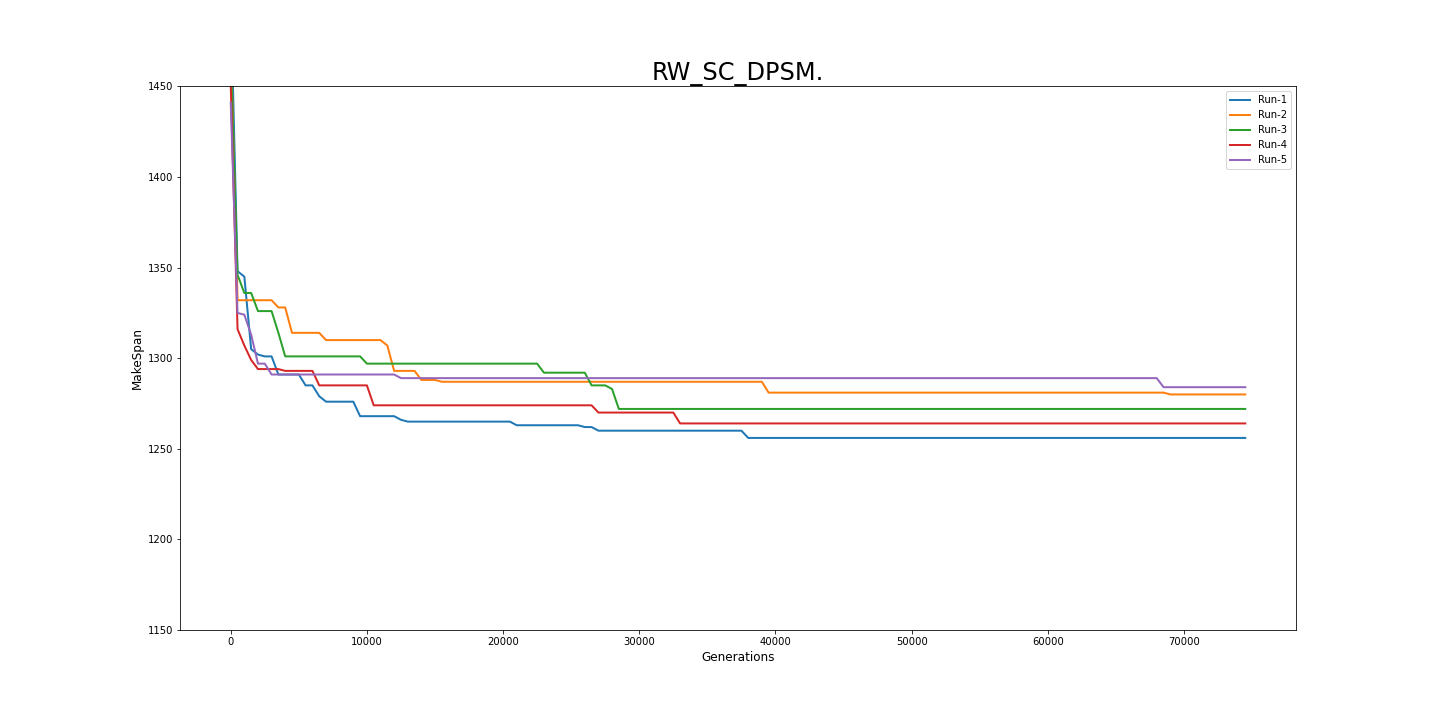 RW_SC_DPSM.
1450
1400
1350
1300
1250
1200
1150
MakeSpan
Run-1
Run-2
Run-3
Run-4
Run-5
0 10000 20000 30000 40000 50000 60000 70000
Generations